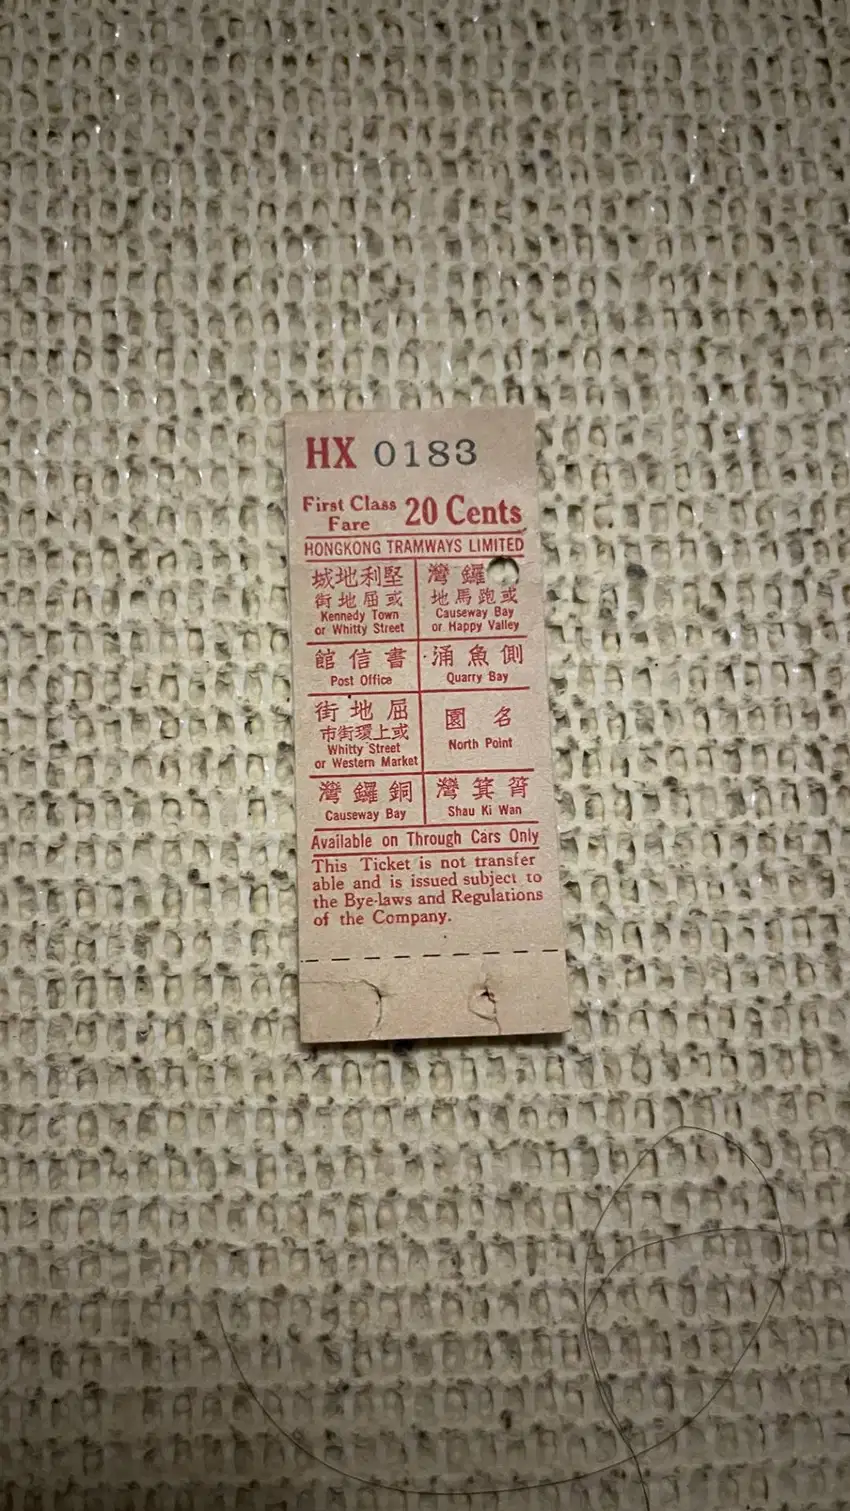 HX 0183
First Class
Fare
20 Cents
HONGKONG TRAMWAYS LIMITED
堅利地城
或屈地街
Kennedy Town
or Whitty Street
鑼灣
或跑馬地
Causeway Bay
or Happy Valley
書信館
Post Office
側魚涌
Quarry Bay
屈地街
或上環街市
Whitty Street
or Western Market
名園
North Point
銅鑼灣
Causeway Bay
筲箕灣
Shau Ki Wan
Available on Through Cars Only
This Ticket is not transfer
able and is issued subject to
the Bye-laws and Regulations
of the Company.